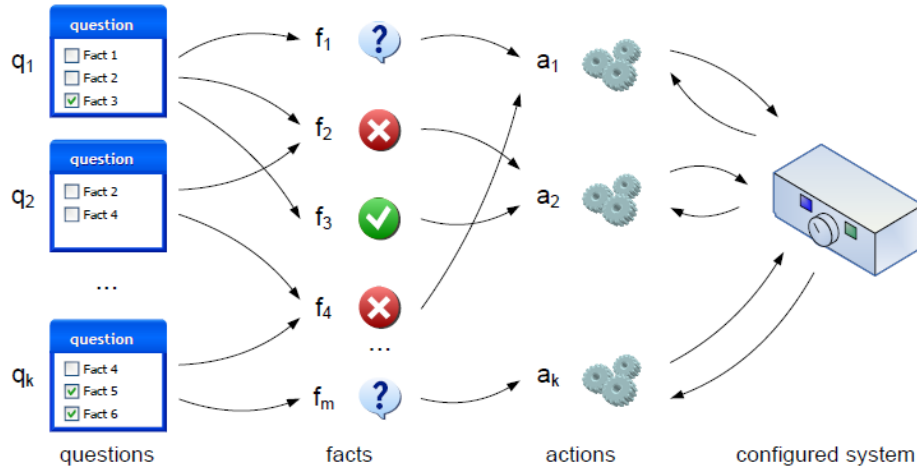 question
q1
Fact 1
Fact 2
Fact 3
question
q2
Fact 2
Fact 4
...
question
qk
Fact 4
Fact 5
Fact 6
questions
f1
?
f2
f3
f4
...
fm
?
facts
a1
a2
ak
actions
configured system